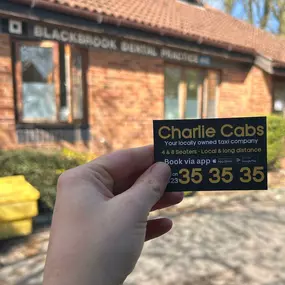 BLACKBROOK DENTAL PRACTICE
Charlie Cabs
Your locally owned taxi company
4 & 8 Seaters - Local & long distance
Book via app
23 35 35 35